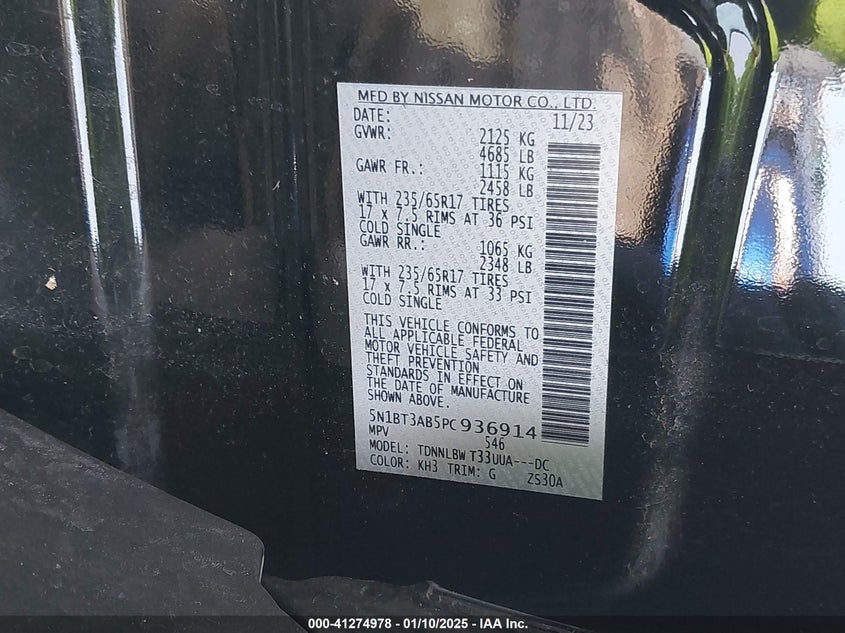 MFD BY NISSAN MOTOR CO., LTD.
DATE: 11/23
GVWR: 2125 KG
4685 LB
GAWR FR.: 1115 KG
2458 LB
WITH 235/65R17 TIRES
17 x 7.5 RIMS AT 36 PSI
COLD SINGLE
GAWR RR.: 1065 KG
2348 LB
WITH 235/65R17 TIRES
17 x 7.5 RIMS AT 33 PSI
COLD SINGLE
THIS VEHICLE CONFORMS TO
ALL APPLICABLE FEDERAL
MOTOR VEHICLE SAFETY AND
THEFT PREVENTION
STANDARDS IN EFFECT ON
THE DATE OF MANUFACTURE
SHOWN ABOVE.
5N1BT3AB5PC936914
MPV 546
MODEL: TDNNLBW T33UUA---DC
COLOR: KH3 TRIM: G ZS30A
000-41274978 - 01/10/2025 - IAA Inc.